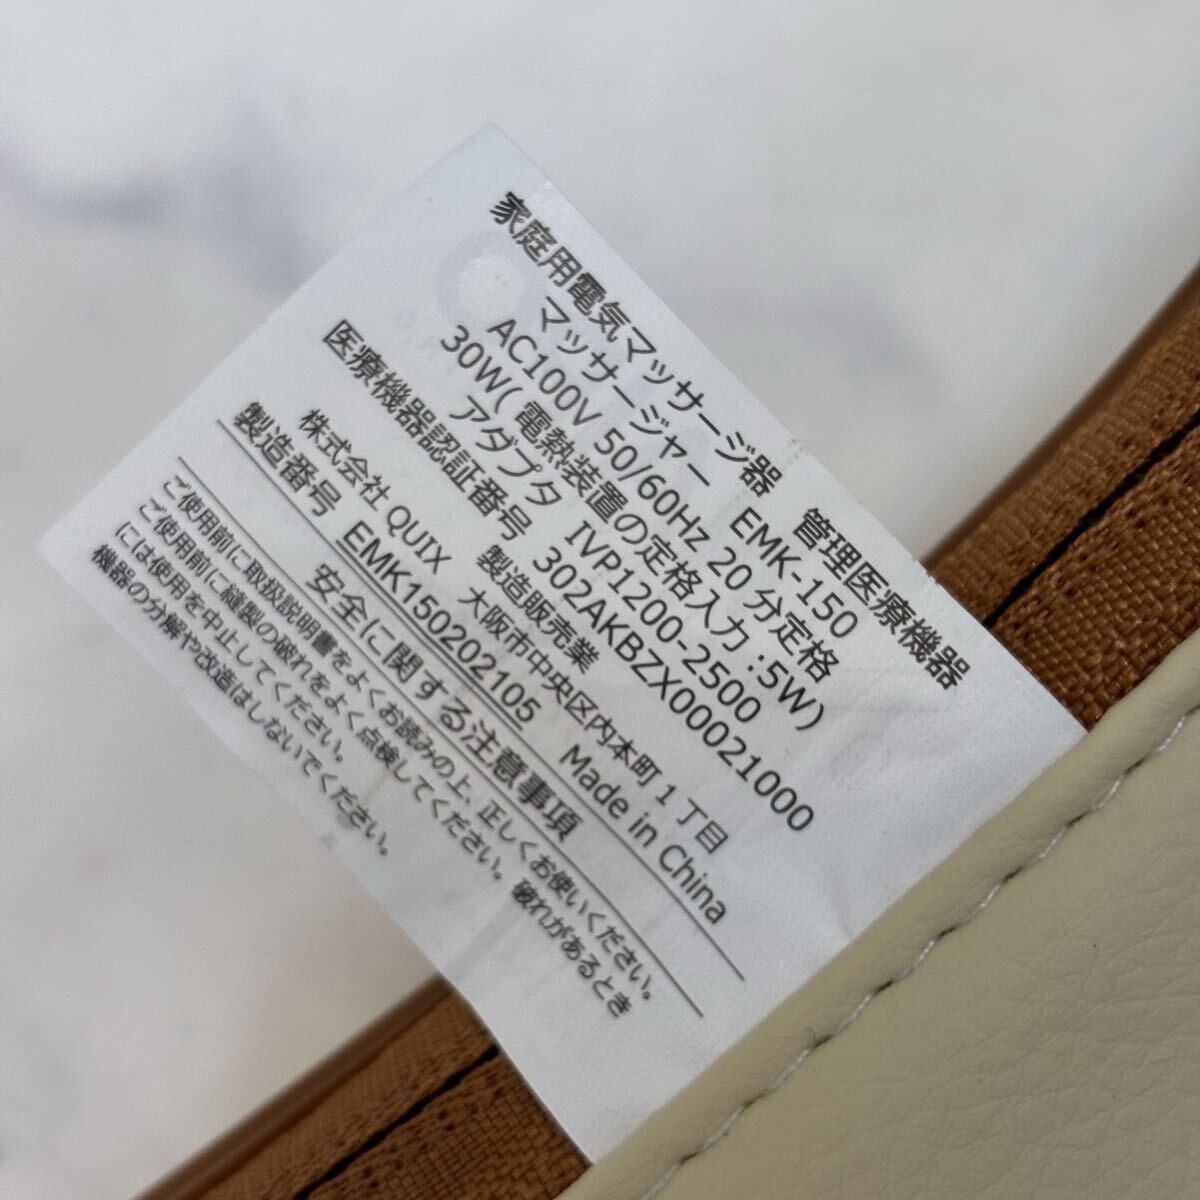 家庭用電気マッサージ器 管理医療機器
マッサージャー EMK-150
AC100V 50/60Hz 20分定格
30W( 電熱装置の定格入力 :5W)
アダプタ IVP1200-2500
医療機器認証番号 302AKBZX00021000
製造販売業
株式会社 QUIX 大阪市中央区内本町1丁目
製造番号 EMK150202105 Made in China
安全に関する注意事項
ご使用前に取扱説明書をよくお読みの上、正しくお使いください。
ご使用前に縫製の破れをよく点検してください。破れがあるとき
には使用を中止してください。
機器の分解や改造はしないでください。